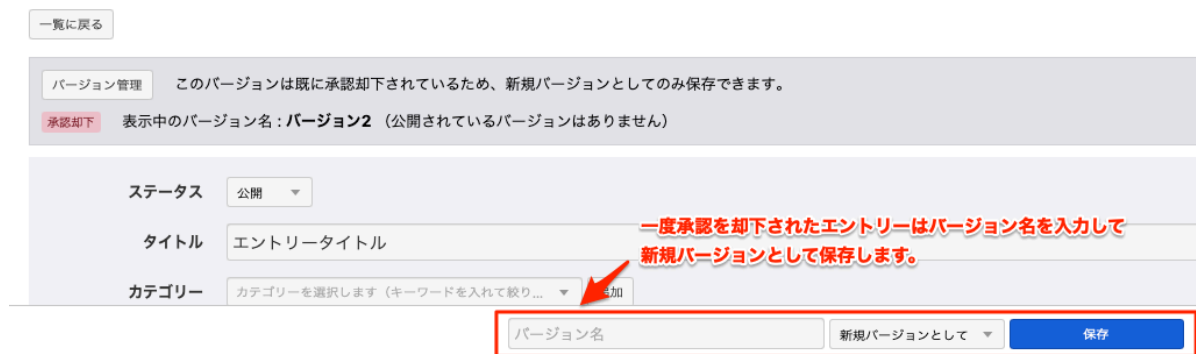 一覧に戻る
バージョン管理 このバージョンは既に承認却下されているため、新規バージョンとしてのみ保存できます。
承認却下 表示中のバージョン名 : バージョン2 （公開されているバージョンはありません）
ステータス 公開
タイトル エントリータイトル
一度承認を却下されたエントリーはバージョン名を入力して
新規バージョンとして保存します。
カテゴリー カテゴリーを選択します（キーワードを入れて絞り... 追加
バージョン名 新規バージョンとして 保存